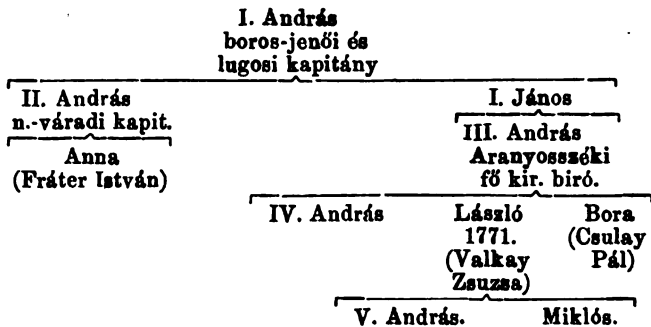 I. András
boros-jenői és
lugosi kapitány
II. András I. János
n.-váradi kapit. III. András
Anna Aranyosszéki
(Fráter István) fő kir. biró.
IV. András László Bora
1771. (Csulay
(Valkay Pál)
Zsuzsa)
V. András. Miklós.